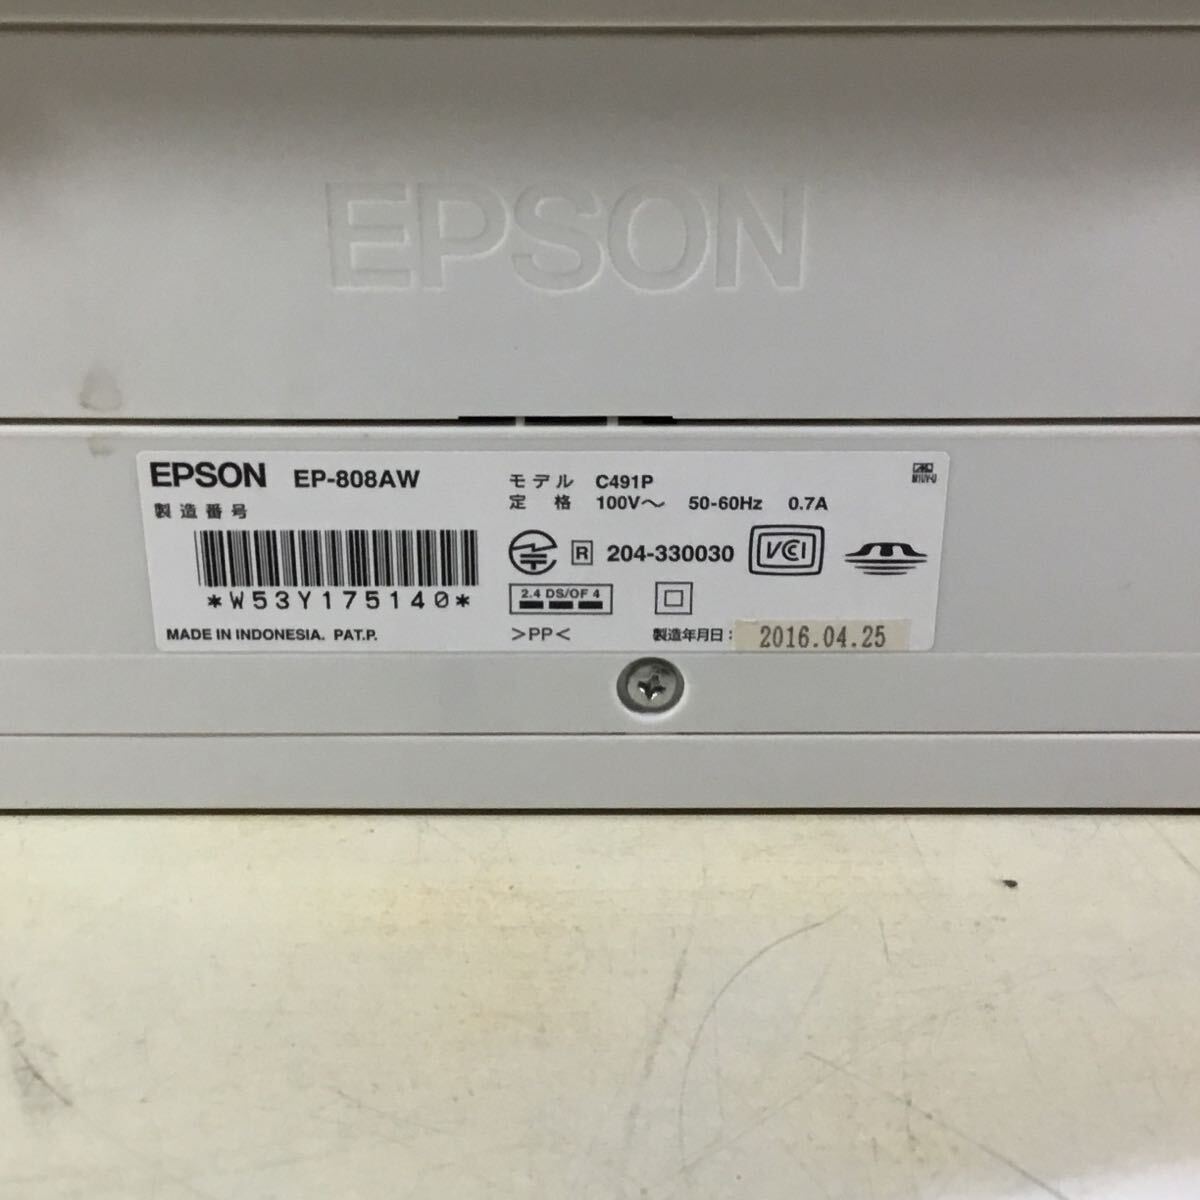 EPSON
EPSON EP-808AW
製造番号
*W53Y175140*
MADE IN INDONESIA. PAT.P.
モデル C491P
定格 100V～ 50-60Hz 0.7A
R 204-330030
VCCI
2.4 DS/OF 4
>PP<
製造年月日: 2016.04.25